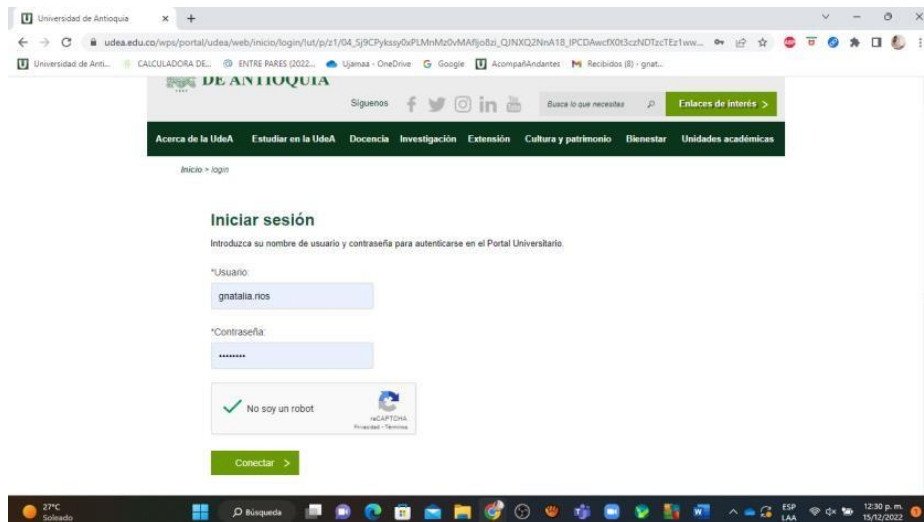 Universidad de Antioquia
udea.edu.co/wps/portal/udea/web/inicio/login/!ut/p/z1/04_Sj9CPykssy0xPLMnMz0vMAfIjo8zi_QJNXQ2NnA18_IPCDAwcfX0t3czNDTzcTEz1ww...
Universidad de Anti...
CALCULADORA DE...
ENTRE PARES (2022...
Ujamaa - OneDrive
Google
AcompañAndantes
Recibidos (8) - gnat...
DE ANTIOQUIA
Síguenos
Busca lo que necesitas
Enlaces de interés >
Acerca de la UdeA Estudiar en la UdeA Docencia Investigación Extensión Cultura y patrimonio Bienestar Unidades académicas
Inicio > login
Iniciar sesión
Introduzca su nombre de usuario y contraseña para autenticarse en el Portal Universitario.
*Usuario:
gnatalia.rios
*Contraseña:
••••••••
No soy un robot
reCAPTCHA
Privacidad - Términos
Conectar >
27°C
Soleado
Búsqueda
ESP
LAA
12:30 p. m.
15/12/2022